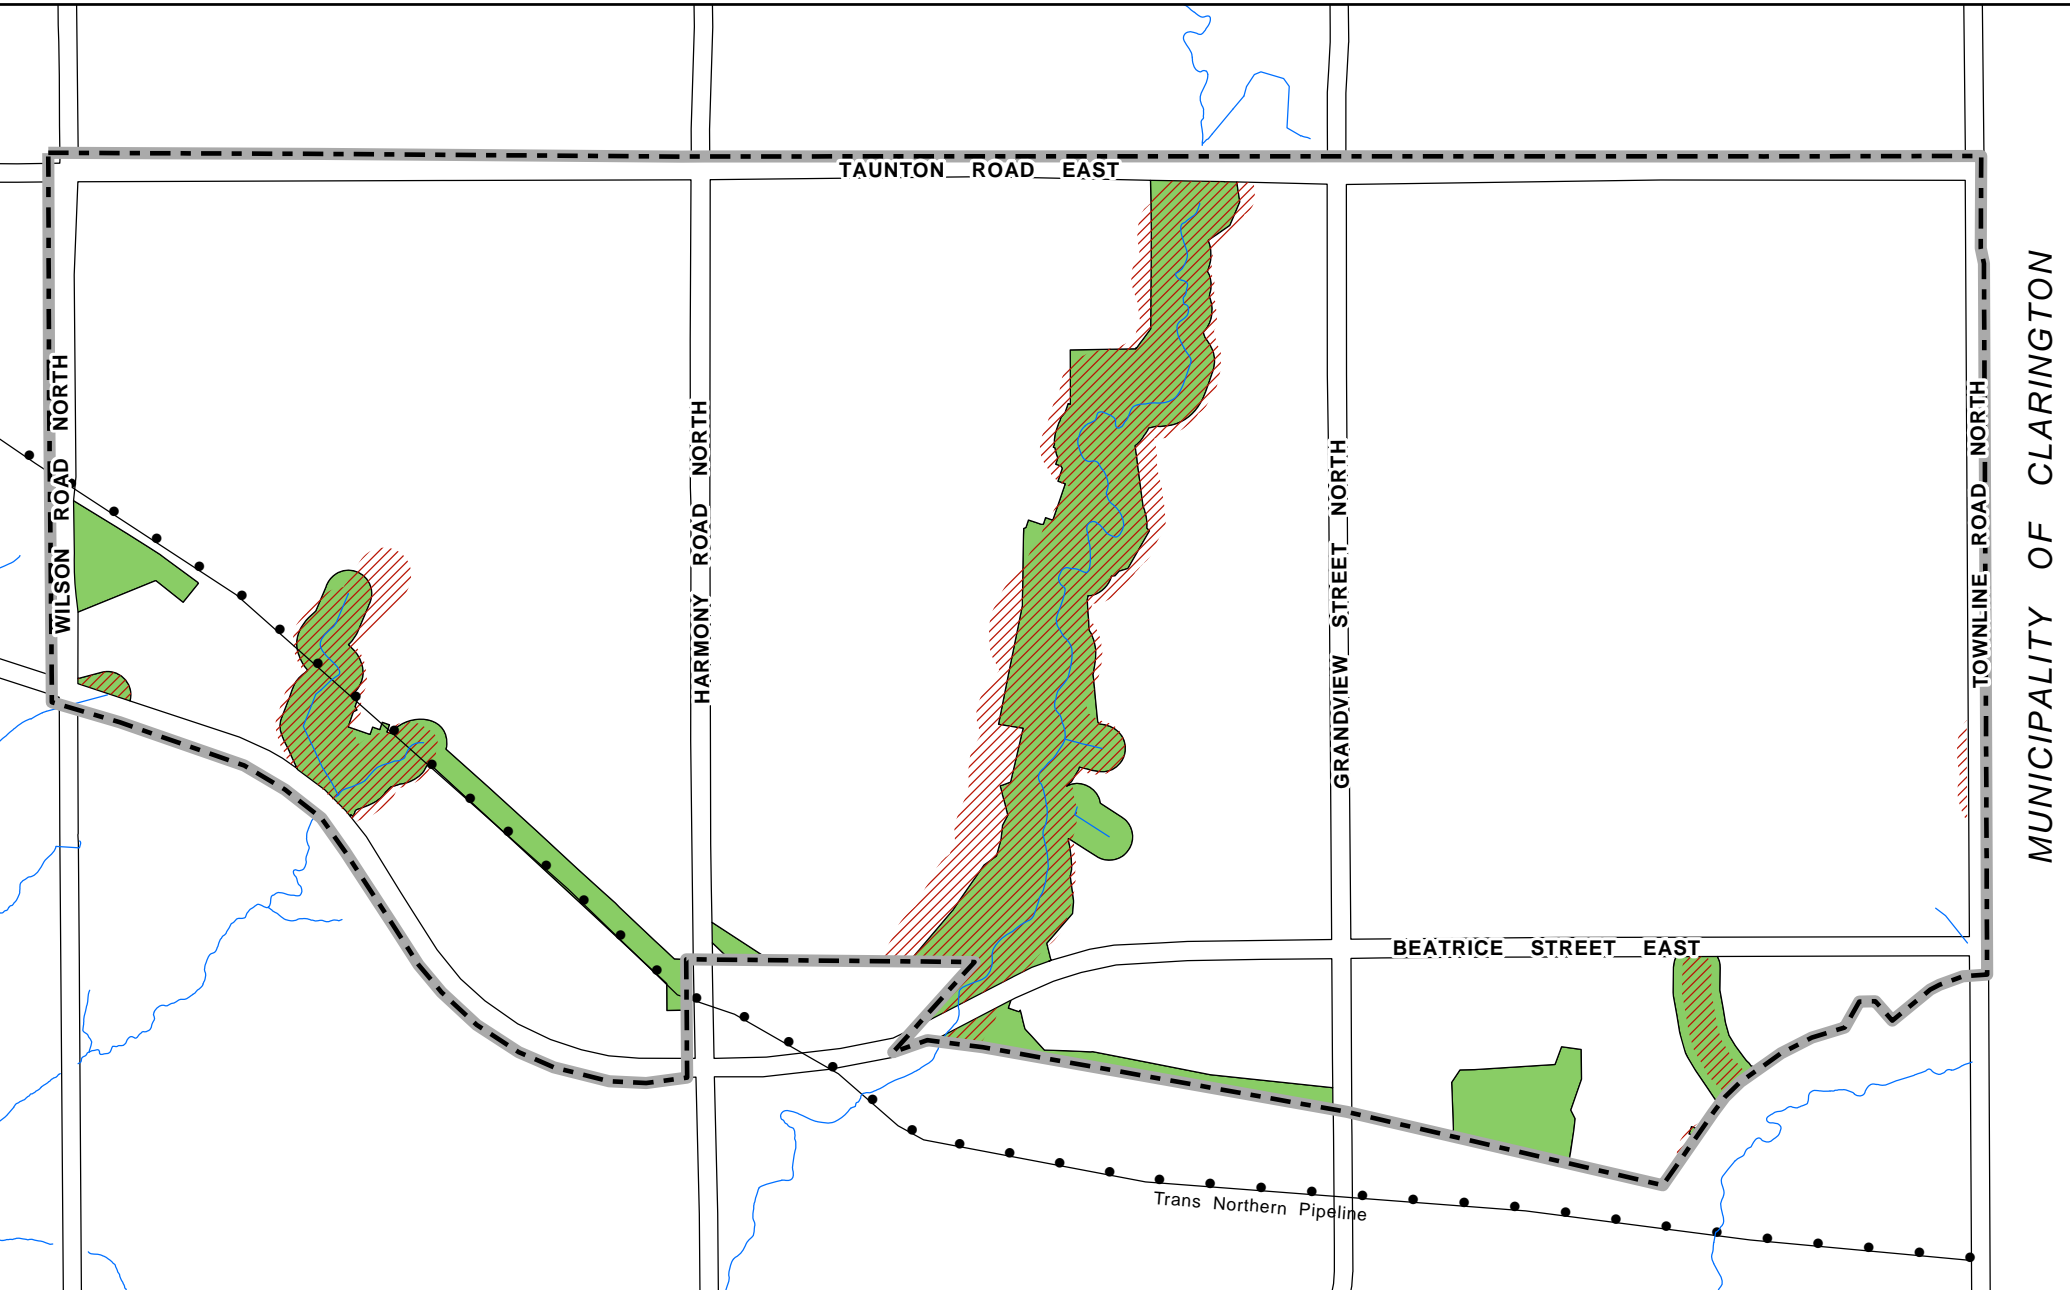 TAUNTON ROAD EAST
WILSON ROAD NORTH
HARMONY ROAD NORTH
GRANDVIEW STREET NORTH
TOWNLINE ROAD NORTH
MUNICIPALITY OF CLARINGTON
BEATRICE STREET EAST
Trans Northern Pipeline